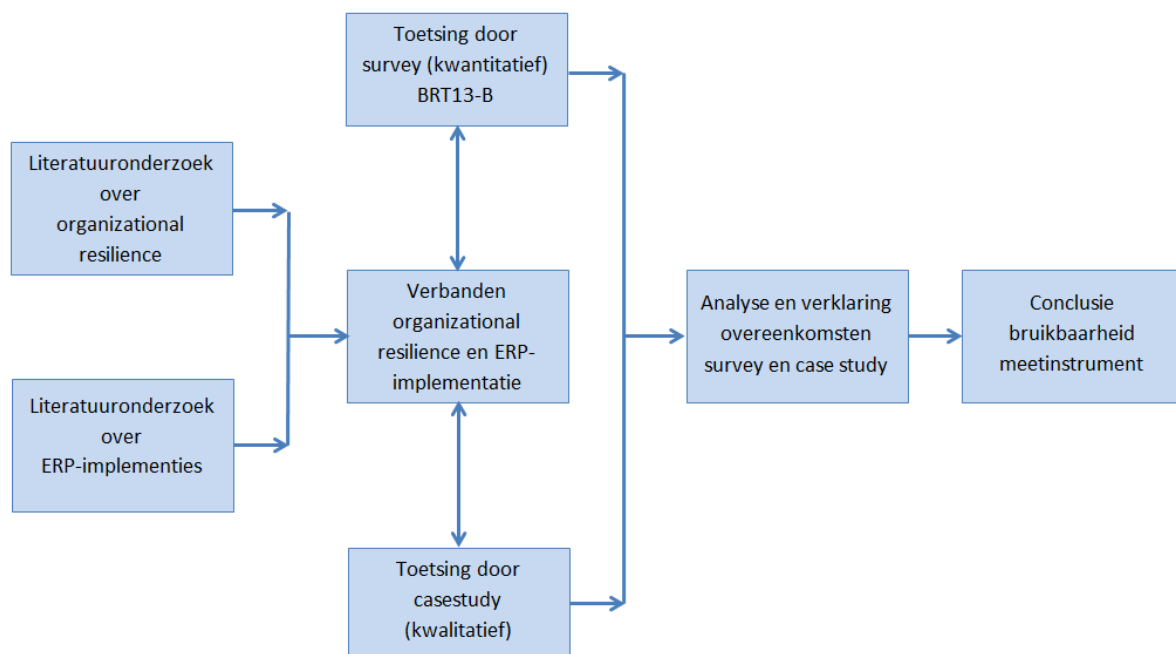 Literatuuronderzoek
over
organizational
resilience
Literatuuronderzoek
over
ERP-implementies
Toetsing door
survey (kwantitatief)
BRT13-B
Verbanden
organizational
resilience en ERP-
implementatie
Toetsing door
casestudy
(kwalitatief)
Analyse en verklaring
overeenkomsten
survey en case study
Conclusie
bruikbaarheid
meetinstrument